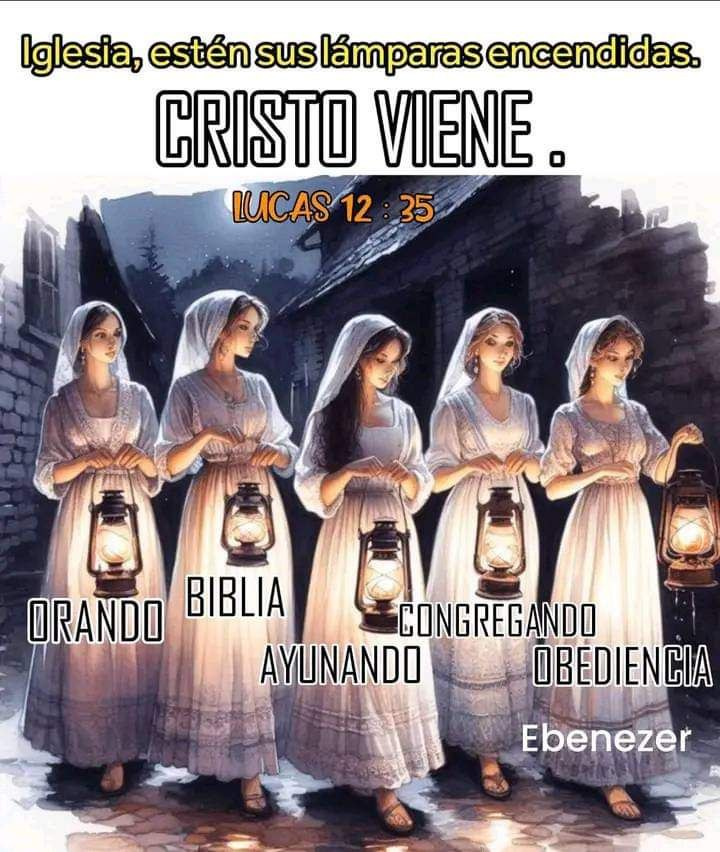 Iglesia, estén sus lámparas encendidas.
CRISTO VIENE .
LUCAS 12 : 35
ORANDO
BIBLIA
AYUNANDO
CONGREGANDO
OBEDIENCIA
Ebenezer